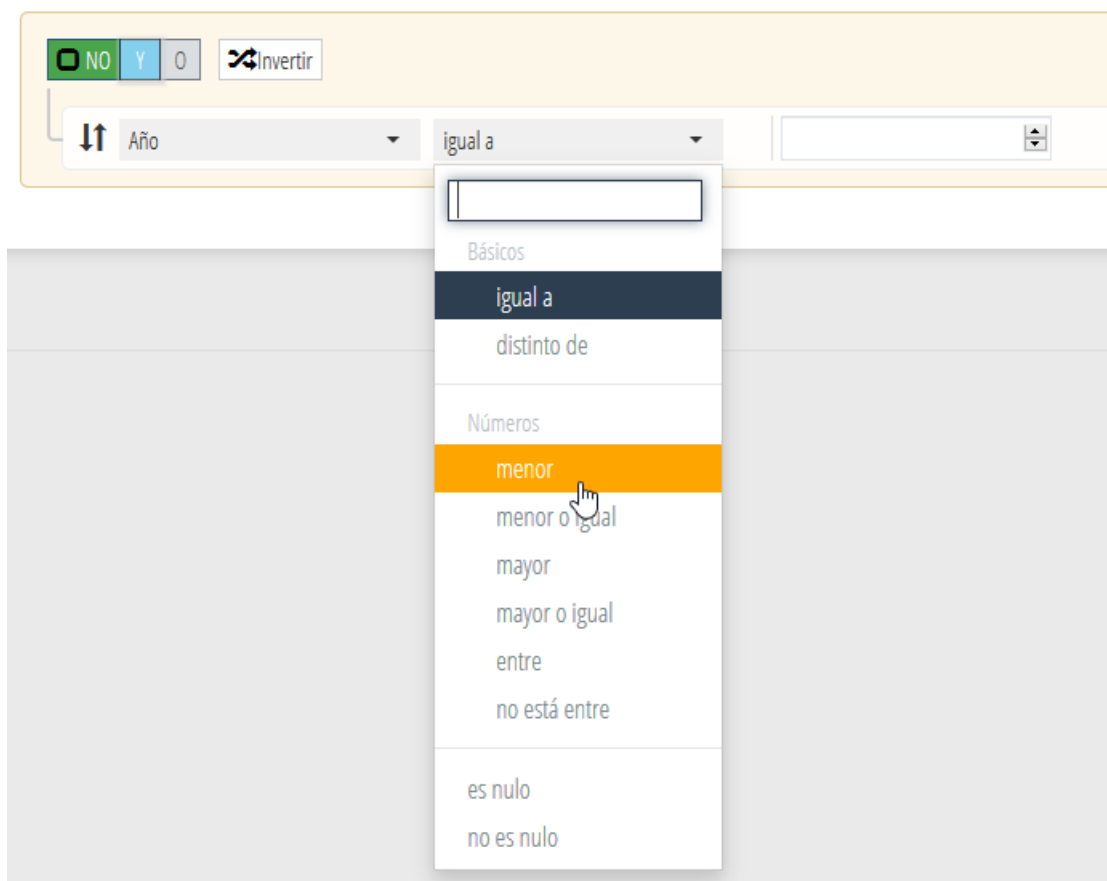 NO Y O Invertir
Año igual a
Básicos
igual a
distinto de
Números
menor
menor o igual
mayor
mayor o igual
entre
no está entre
es nulo
no es nulo